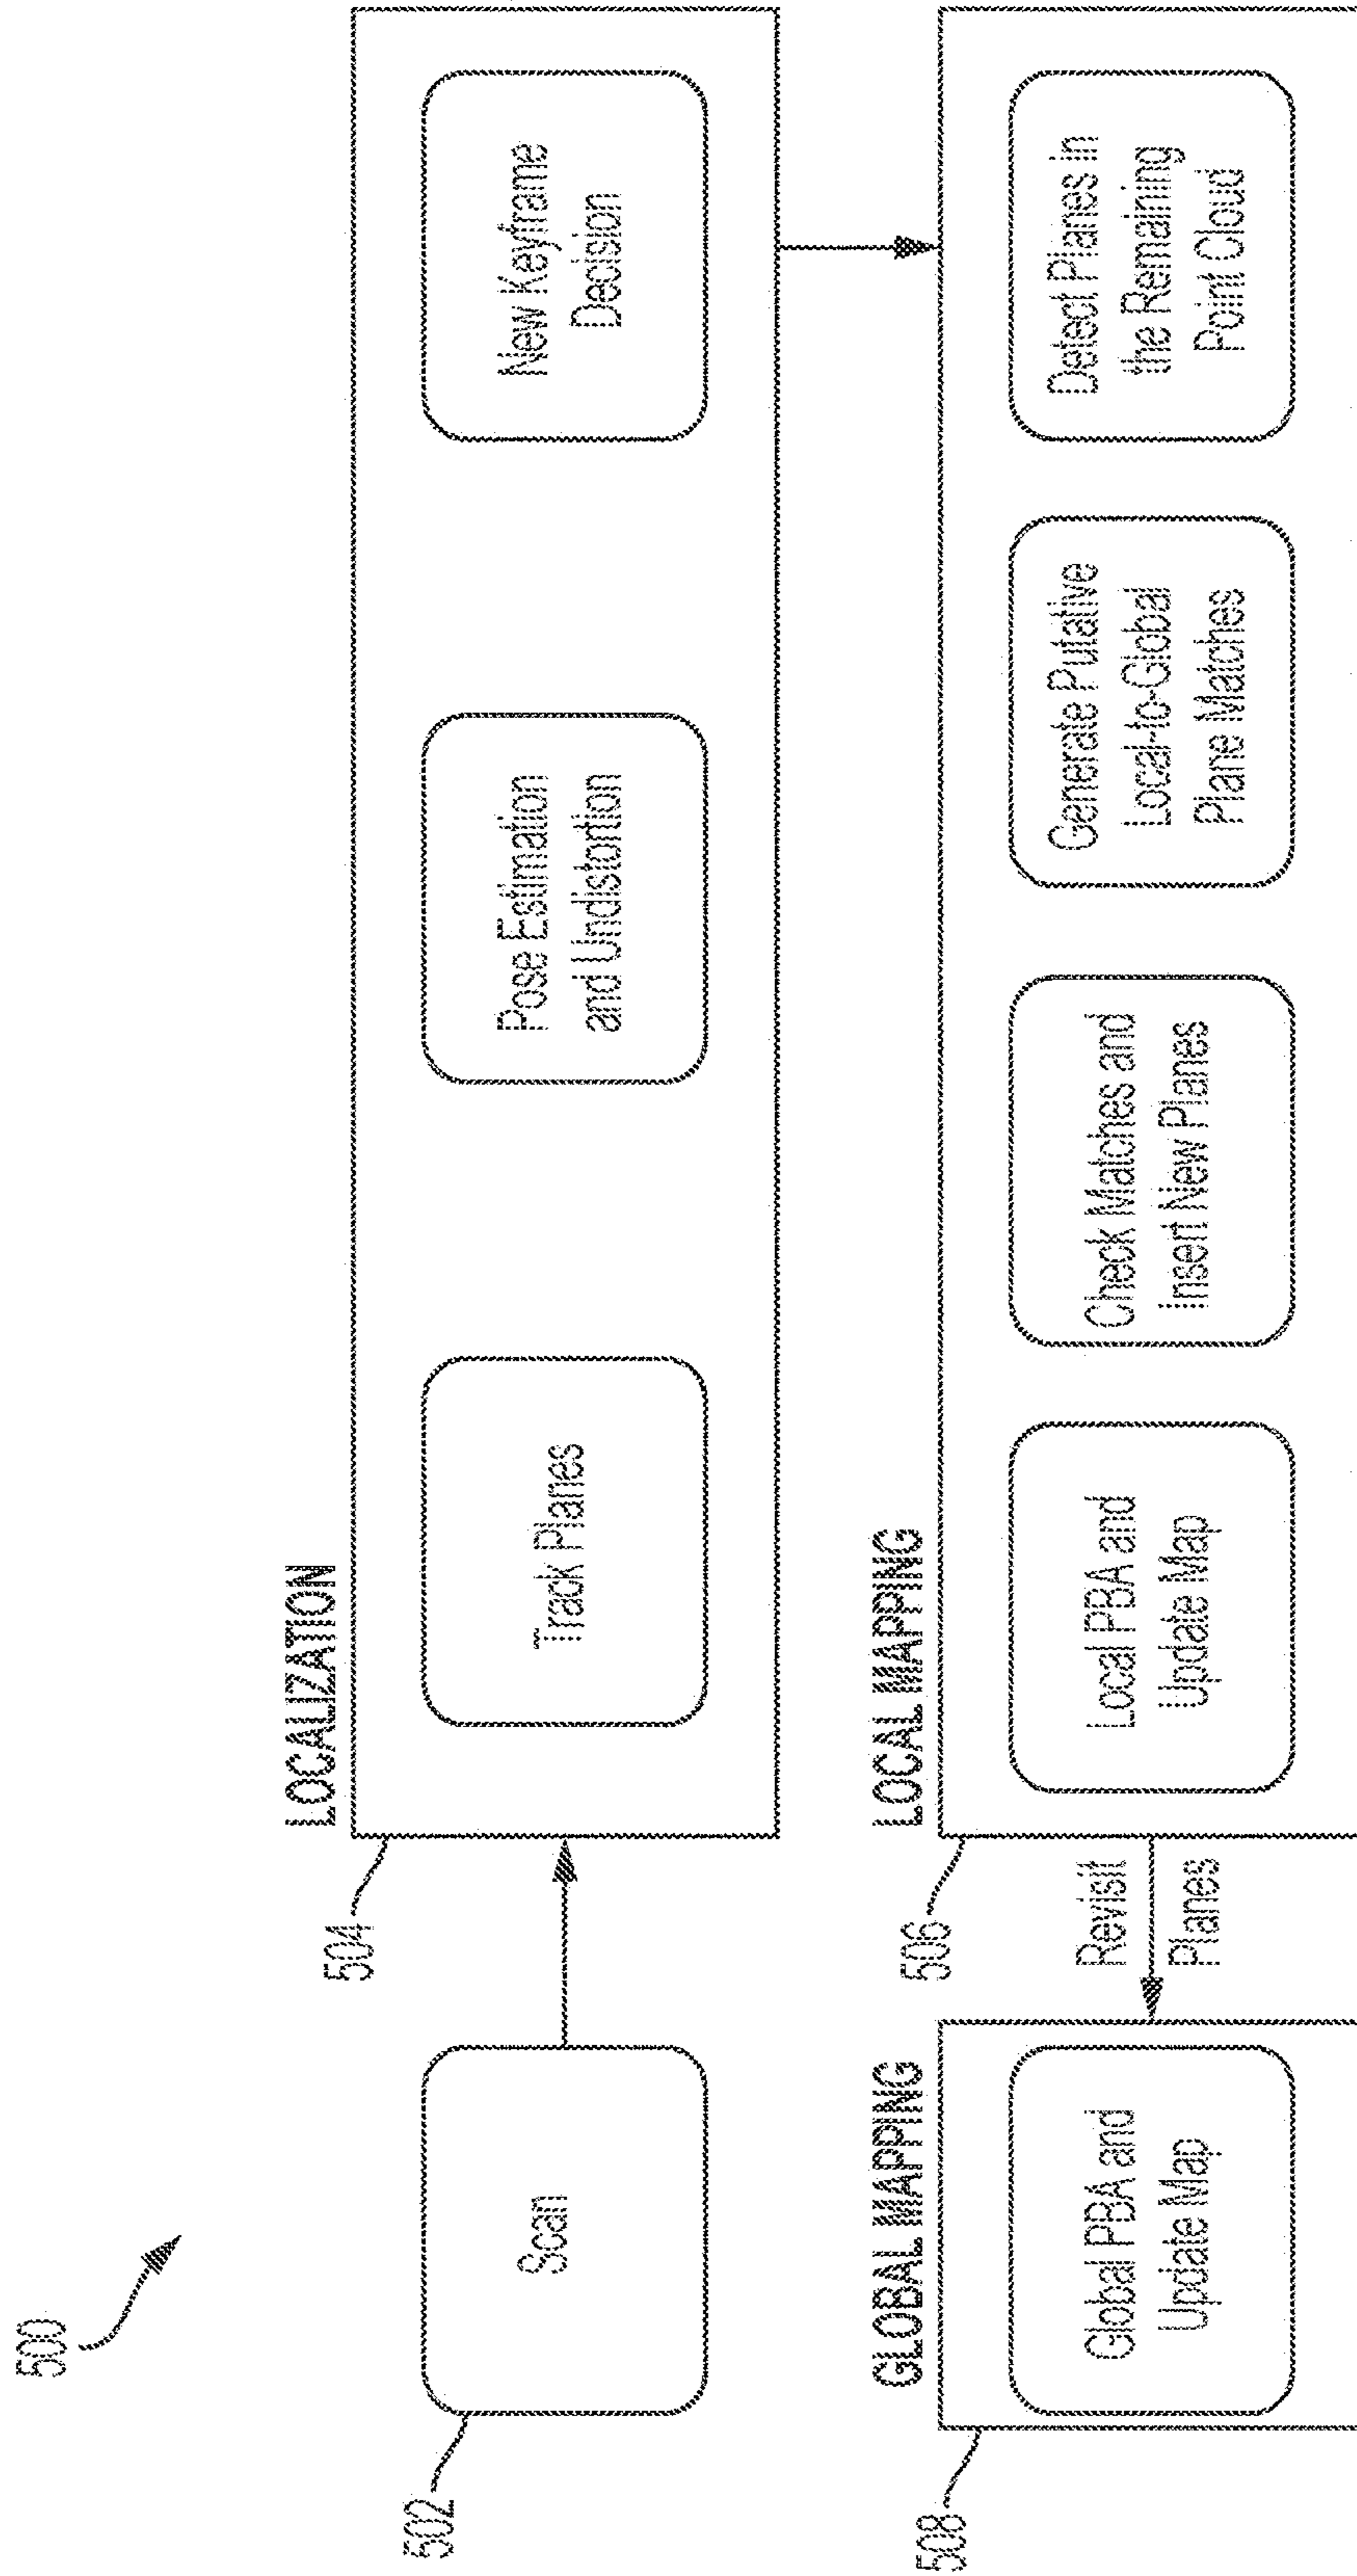 500
502
Scan
504
LOCALIZATION
Track Planes
Pose Estimation
and Undistortion
New Keyframe
Decision
508
GLOBAL MAPPING
Global PBA and
Update Map
Revisit
Planes
506
LOCAL MAPPING
Local PBA and
Update Map
Check Matches and
Insert New Planes
Generate Putative
Local-to-Global
Plane Matches
Detect Planes in
the Remaining
Point Cloud